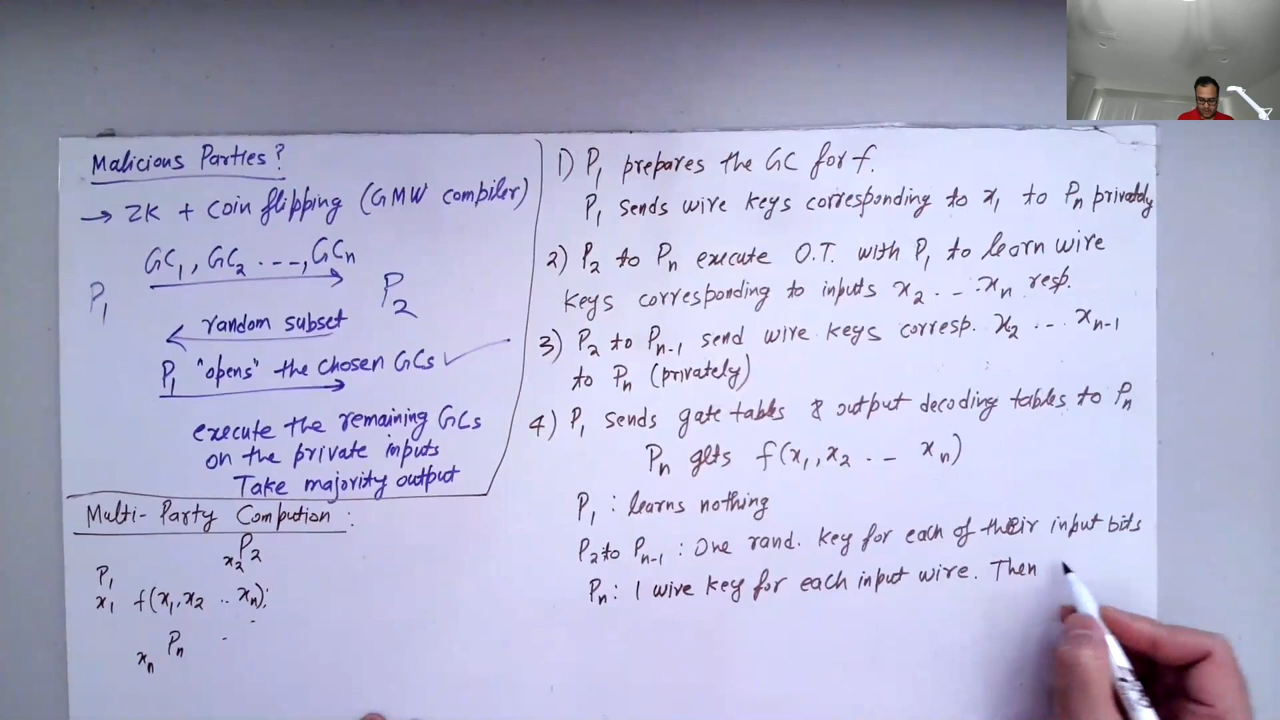 Malicious Parties?
→ ZK + coin flipping (GMW compiler)
GC₁, GC₂ ..., GCₙ
P₁ P₂
random subset
P₁ "opens" the chosen GCs
execute the remaining GCs
on the private inputs
Take majority output
Multi-Party Compution :
P₂
x₂
P₁
x₁ f(x₁, x₂ .. xₙ);
Pₙ
xₙ
1) P₁ prepares the GC for f.
P₁ sends wire keys corresponding to x₁ to Pₙ privately
2) P₂ to Pₙ execute O.T. with P₁ to learn wire
keys corresponding to inputs x₂ ... xₙ resp.
3) P₂ to Pₙ₋₁ send wire keys corresp. x₂ ... xₙ₋₁
to Pₙ (privately)
4) P₁ sends gate tables & output decoding tables to Pₙ
Pₙ gets f(x₁, x₂ .. xₙ)
P₁ : learns nothing
P₂ to Pₙ₋₁ : One rand. key for each of their input bits
Pₙ : 1 wire key for each input wire. Then